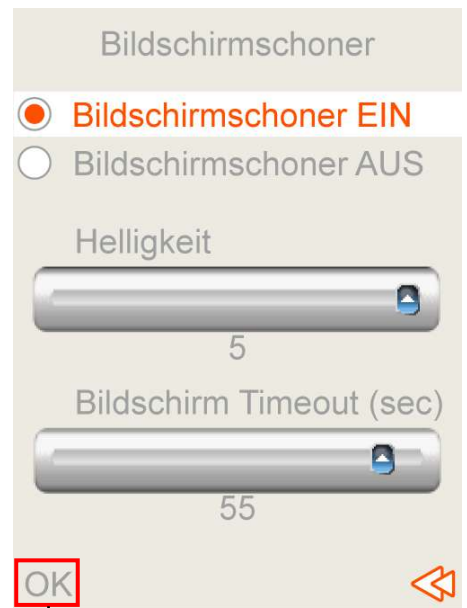 Bildschirmschoner
Bildschirmschoner EIN
Bildschirmschoner AUS
Helligkeit
5
Bildschirm Timeout (sec)
55
OK